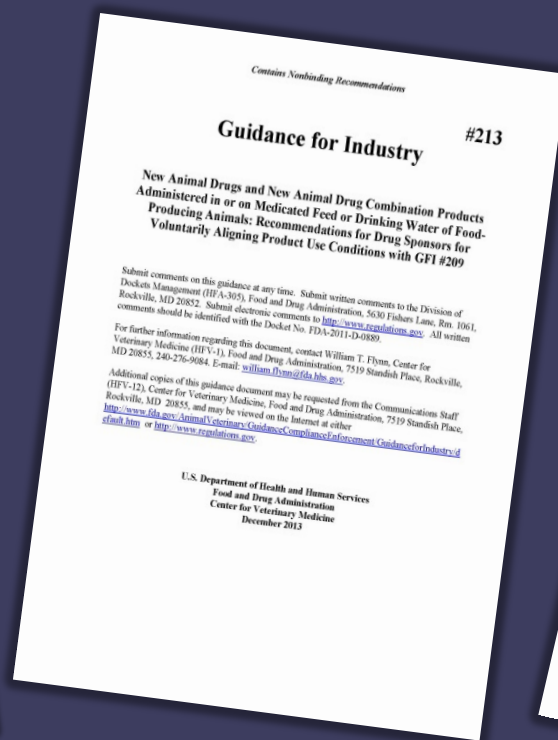 Contains Nonbinding Recommendations
#213
Guidance for Industry
New Animal Drugs and New Animal Drug Combination Products
Administered in or on Medicated Feed or Drinking Water of Food-
Producing Animals: Recommendations for Drug Sponsors for
Voluntarily Aligning Product Use Conditions with GFI #209
Submit comments on this guidance at any time. Submit written comments to the Division of
Dockets Management (HFA-305), Food and Drug Administration, 5630 Fishers Lane, Rm. 1061,
Rockville, MD 20852. Submit electronic comments to http://www.regulations.gov. All written
comments should be identified with the Docket No. FDA-2011-D-0889.
For further information regarding this document, contact William T. Flynn, Center for
Veterinary Medicine (HFV-1), Food and Drug Administration, 7519 Standish Place, Rockville,
MD 20855, 240-276-9084. E-mail: william.flynn@fda.hhs.gov.
Additional copies of this guidance document may be requested from the Communications Staff
(HFV-12), Center for Veterinary Medicine, Food and Drug Administration, 7519 Standish Place,
Rockville, MD 20855, and may be viewed on the Internet at either
http://www.fda.gov/AnimalVeterinary/GuidanceComplianceEnforcement/GuidanceforIndustry/d
efault.htm or http://www.regulations.gov.
U.S. Department of Health and Human Services
Food and Drug Administration
Center for Veterinary Medicine
December 2013